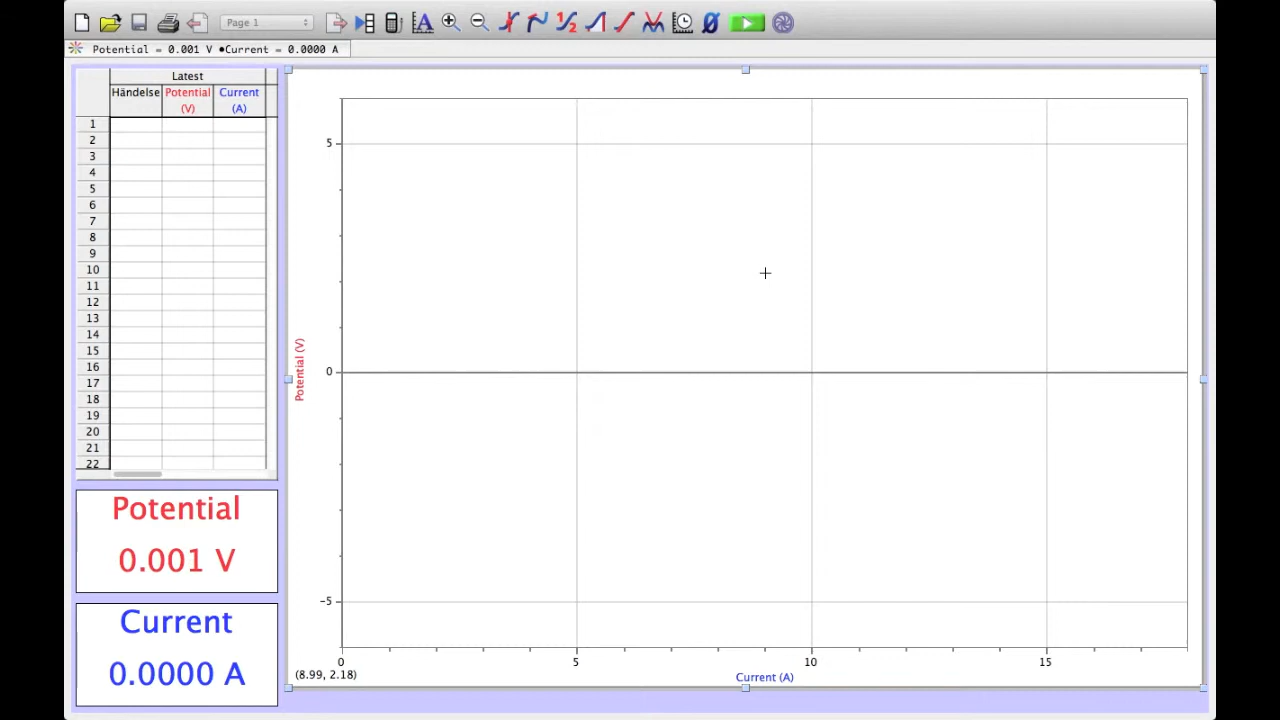 Page 1
Potential = 0.001 V •Current = 0.0000 A
Latest
Händelse Potential (V) Current (A)
1
2
3
4
5
6
7
8
9
10
11
12
13
14
15
16
17
18
19
20
21
22
Potential
0.001 V
Current
0.0000 A
5
0
-5
Potential (V)
0 5 10 15
(8.99, 2.18)
Current (A)